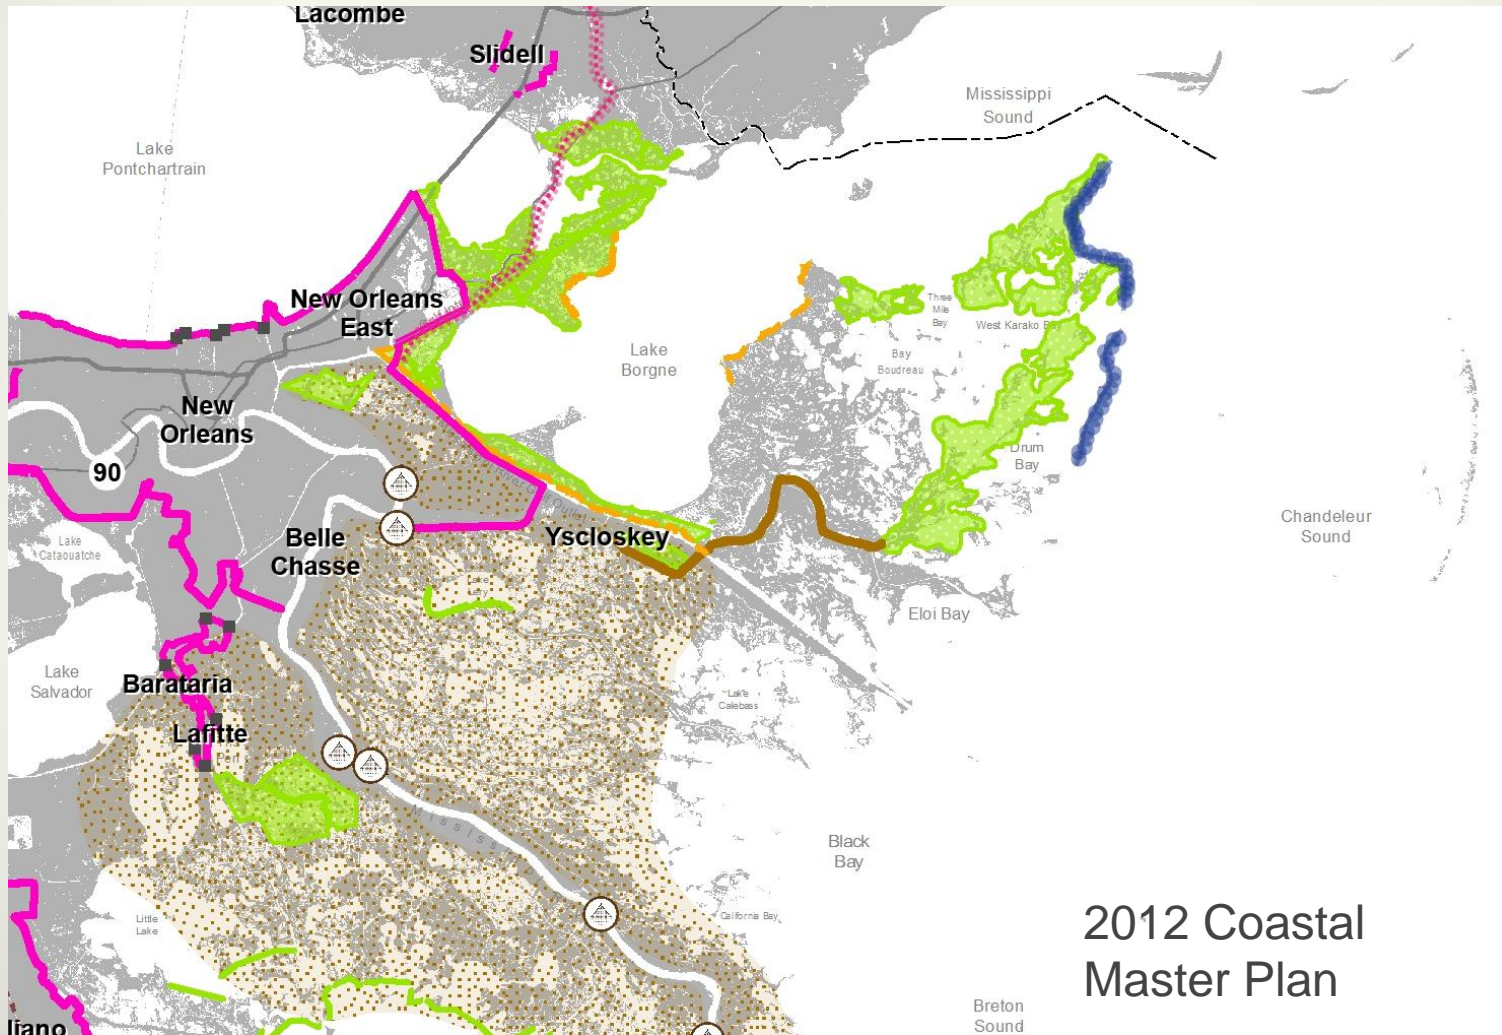 Lacombe
Slidell
Mississippi
Sound
Lake
Pontchartrain
New Orleans
East
Three
Mile
Bay
West Karako Bay
Lake
Borgne
Bay
Boudreau
New
Orleans
90
Drum
Bay
Chandeleur
Sound
Belle
Chasse
Yscloskey
Lake
Cataouatche
Lake
Eloi Bay
Lake
Salvador
Barataria
Lake
Calebass
Lafitte
Black
Bay
Little
Lake
California Bay
2012 Coastal
Master Plan
Breton
Sound